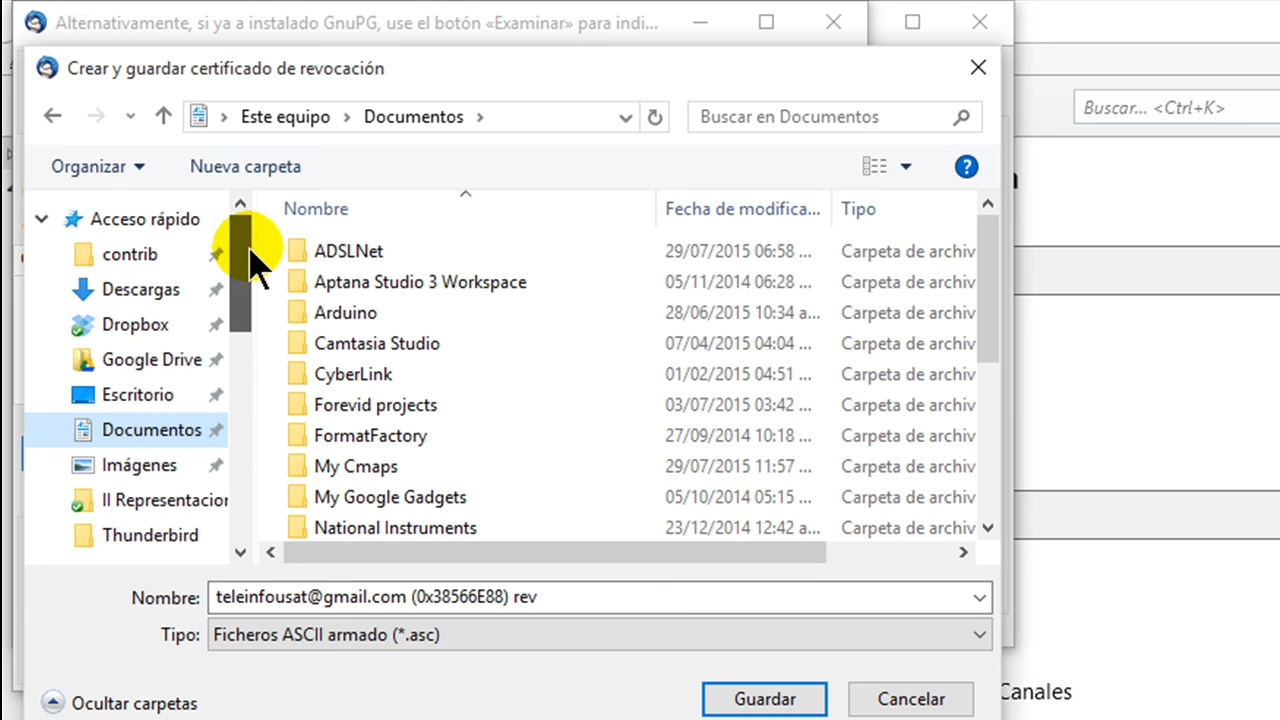 Alternativamente, si ya a instalado GnuPG, use el botón «Examinar» para indi...
Crear y guardar certificado de revocación
Este equipo > Documentos >
Buscar en Documentos
Buscar... <Ctrl+K>
Organizar
Nueva carpeta
?
Acceso rápido
contrib
Descargas
Dropbox
Google Drive
Escritorio
Documentos
Imágenes
II Representacion
Thunderbird
Nombre Fecha de modifica... Tipo
ADSLNet 29/07/2015 06:58 ... Carpeta de archiv
Aptana Studio 3 Workspace 05/11/2014 06:28 ... Carpeta de archiv
Arduino 28/06/2015 10:34 a... Carpeta de archiv
Camtasia Studio 07/04/2015 04:04 ... Carpeta de archiv
CyberLink 01/02/2015 04:51 ... Carpeta de archiv
Forevid projects 03/07/2015 03:42 ... Carpeta de archiv
FormatFactory 27/09/2014 10:18 ... Carpeta de archiv
My Cmaps 29/07/2015 11:57 ... Carpeta de archiv
My Google Gadgets 05/10/2014 05:15 ... Carpeta de archiv
National Instruments 23/12/2014 12:42 a... Carpeta de archiv
Nombre: teleinfousat@gmail.com (0x38566E88) rev
Tipo: Ficheros ASCII armado (*.asc)
Ocultar carpetas
Guardar
Cancelar
Canales